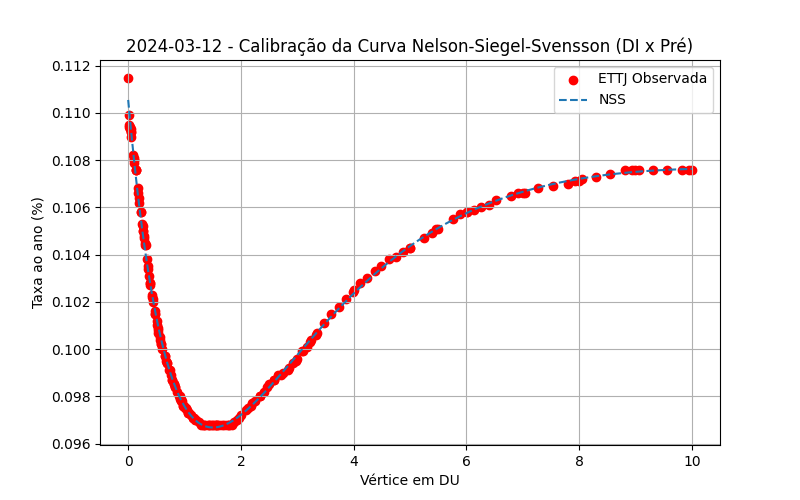 2024-03-12 - Calibração da Curva Nelson-Siegel-Svensson (DI x Pré)
0.112
0.110
0.108
0.106
0.104
0.102
0.100
0.098
0.096
Taxa ao ano (%)
ETTJ Observada
NSS
0 2 4 6 8 10
Vértice em DU